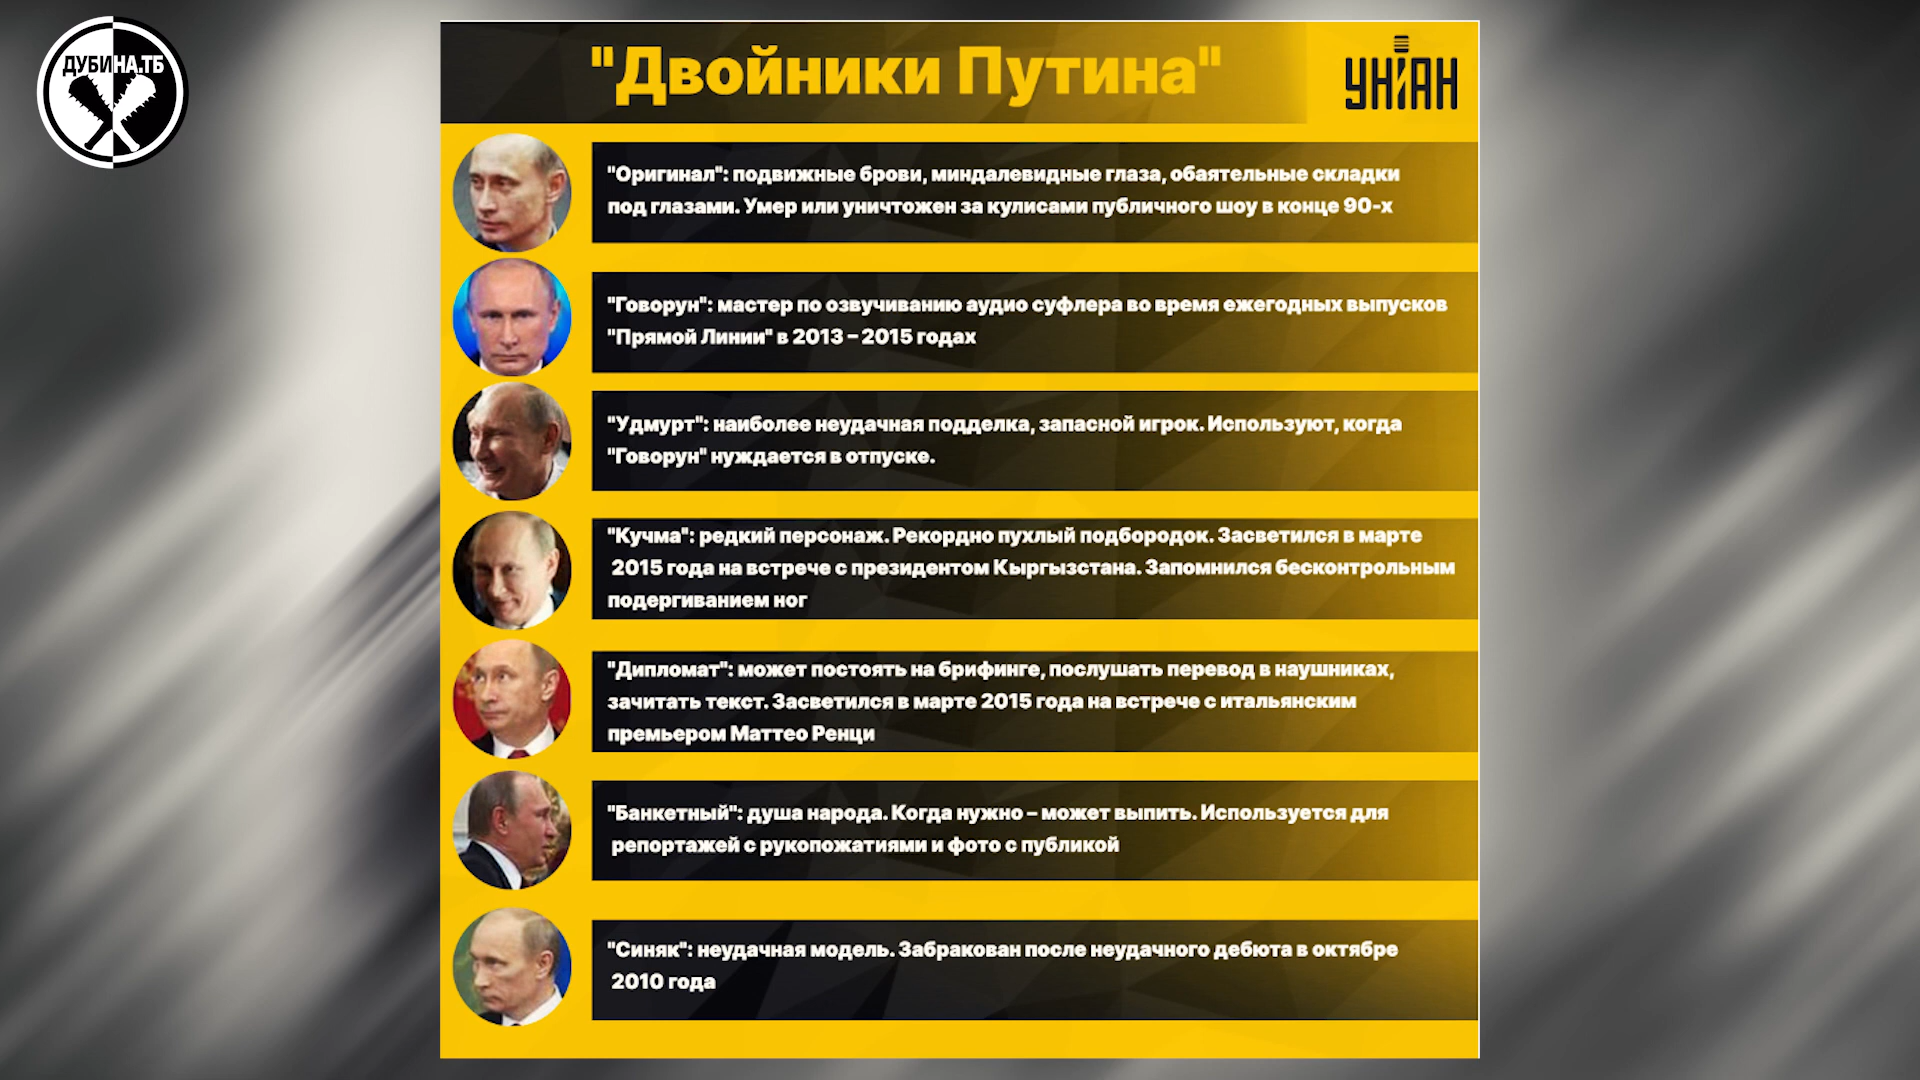 ДУБИНА.ТБ
"Двойники Путина"
УНІАН
"Оригинал": подвижные брови, миндалевидные глаза, обаятельные складки
под глазами. Умер или уничтожен за кулисами публичного шоу в конце 90-х
"Говорун": мастер по озвучиванию аудио суфлера во время ежегодных выпусков
"Прямой Линии" в 2013 – 2015 годах
"Удмурт": наиболее неудачная подделка, запасной игрок. Используют, когда
"Говорун" нуждается в отпуске.
"Кучма": редкий персонаж. Рекордно пухлый подбородок. Засветился в марте
2015 года на встрече с президентом Кыргызстана. Запомнился бесконтрольным
подергиванием ног
"Дипломат": может постоять на брифинге, послушать перевод в наушниках,
зачитать текст. Засветился в марте 2015 года на встрече с итальянским
премьером Маттео Ренци
"Банкетный": душа народа. Когда нужно – может выпить. Используется для
репортажей с рукопожатиями и фото с публикой
"Синяк": неудачная модель. Забракован после неудачного дебюта в октябре
2010 года